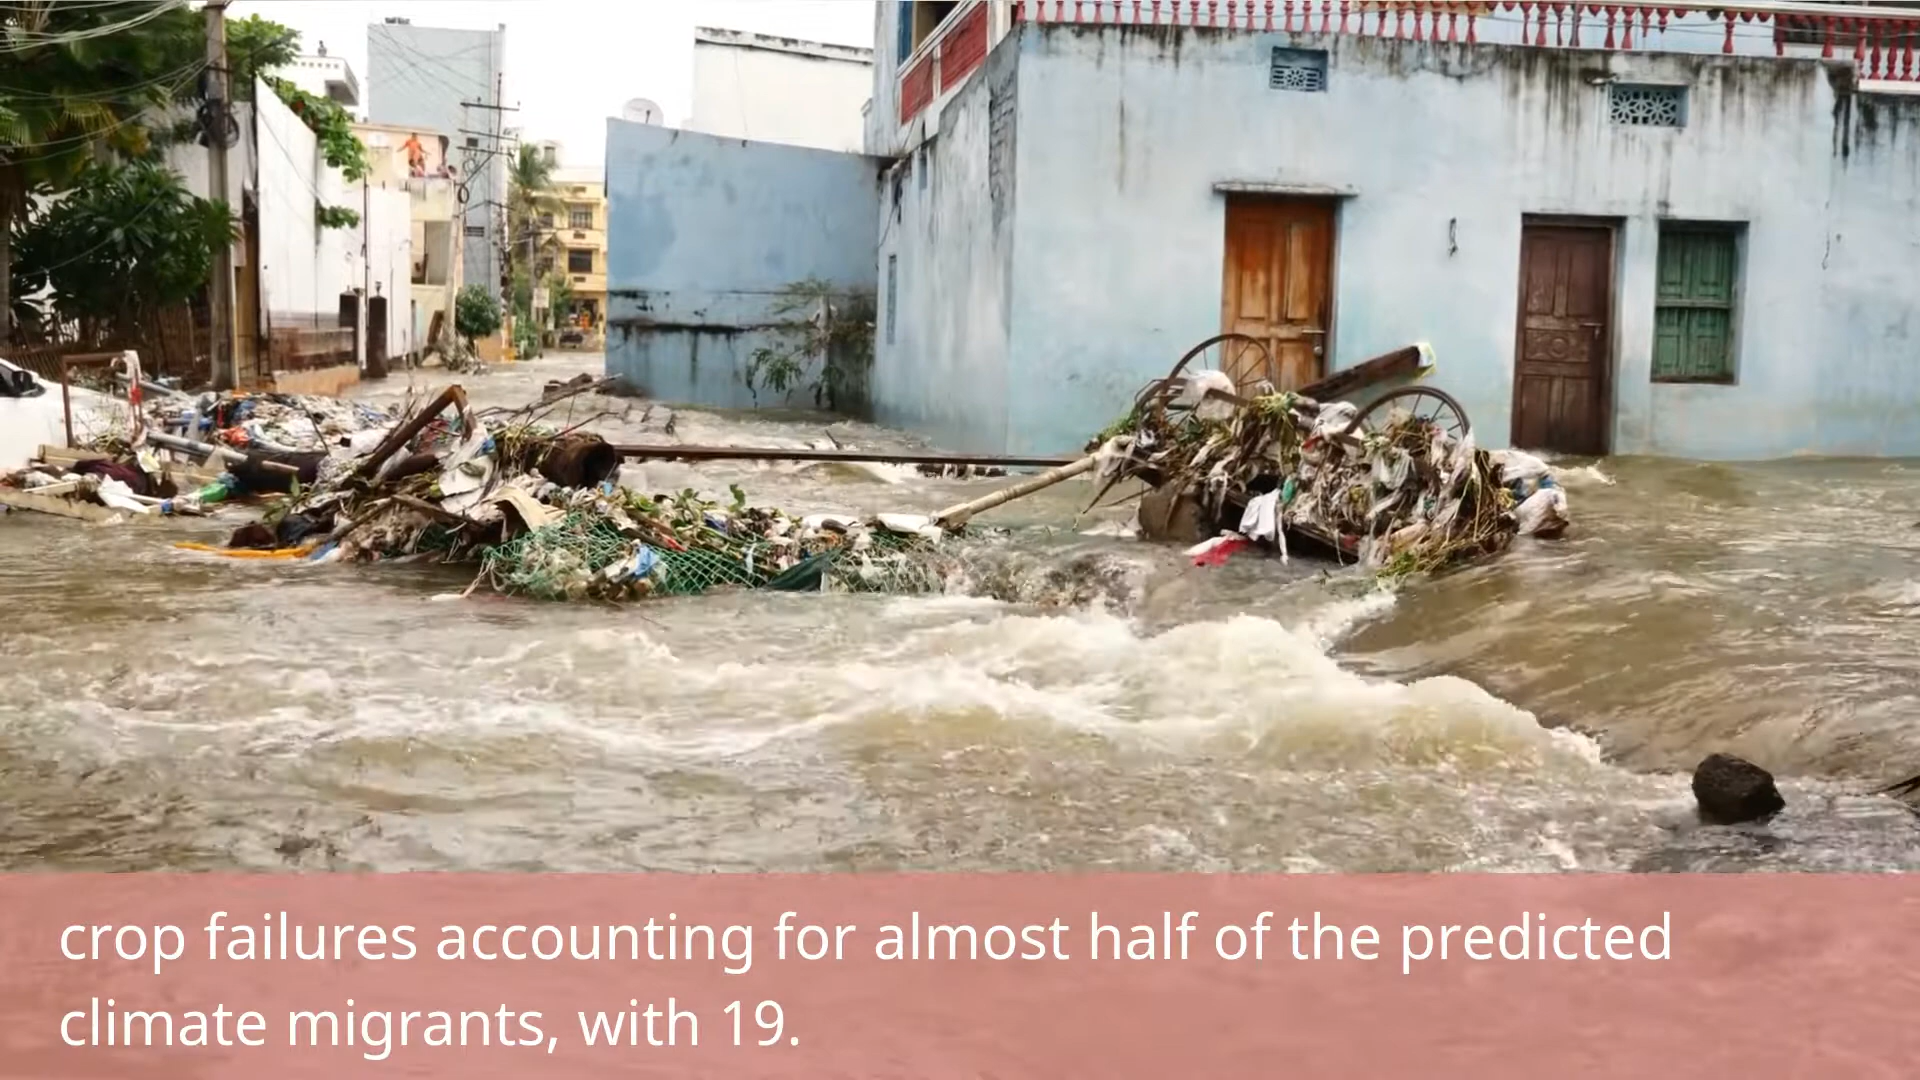 crop failures accounting for almost half of the predicted
climate migrants, with 19.